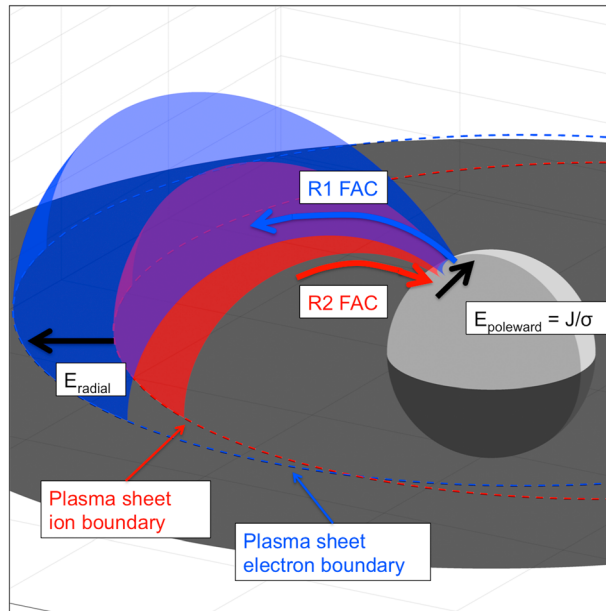 R1 FAC
R2 FAC
E_poleward = J/σ
E_radial
Plasma sheet
ion boundary
Plasma sheet
electron boundary